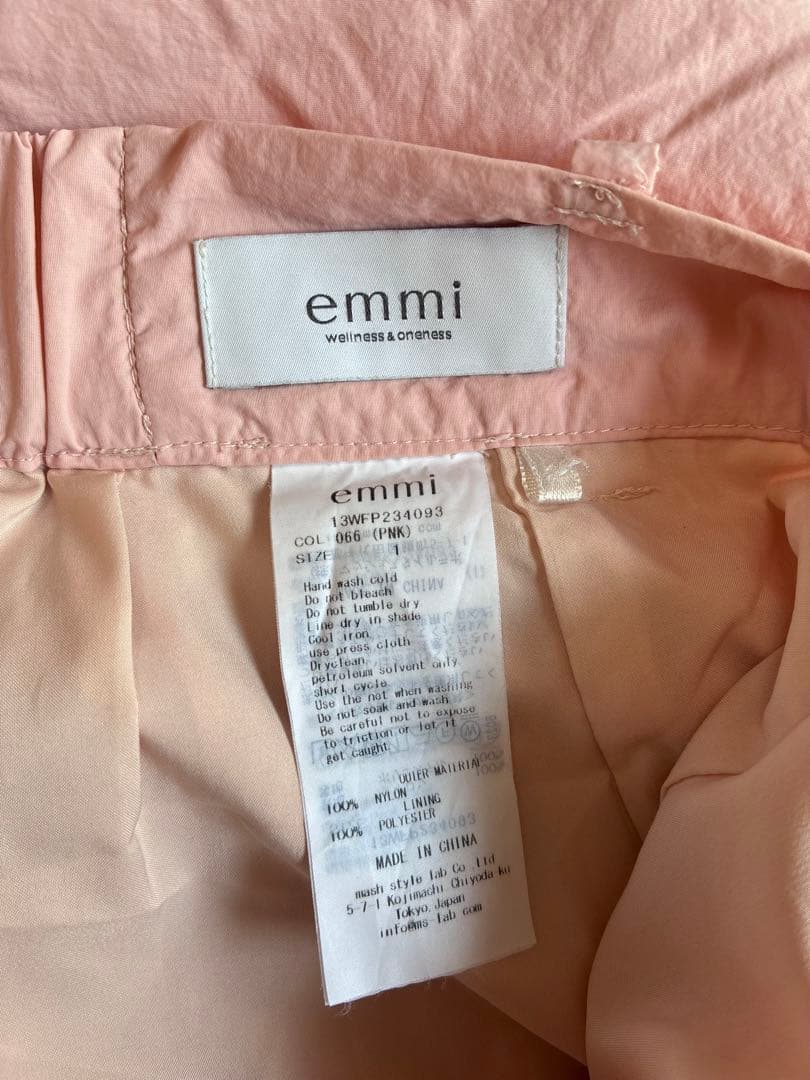 emmi
wellness & oneness
emmi
13WFP234093
COL 066 (PNK)
SIZE 1
Hand wash cold
Do not bleach
Do not tumble dry
Line dry in shade
Cool iron
use press cloth
Dryclean
petroleum solvent only
short cycle
Use the net when washing
Do not soak and wash
Be careful not to expose
to friction or let it
get caught
OUTER MATERIAL
100% NYLON
LINING
100% POLYESTER
MADE IN CHINA
mash style lab Co.,Ltd
5-7-1 Kojimachi Chiyoda ku
Tokyo, Japan